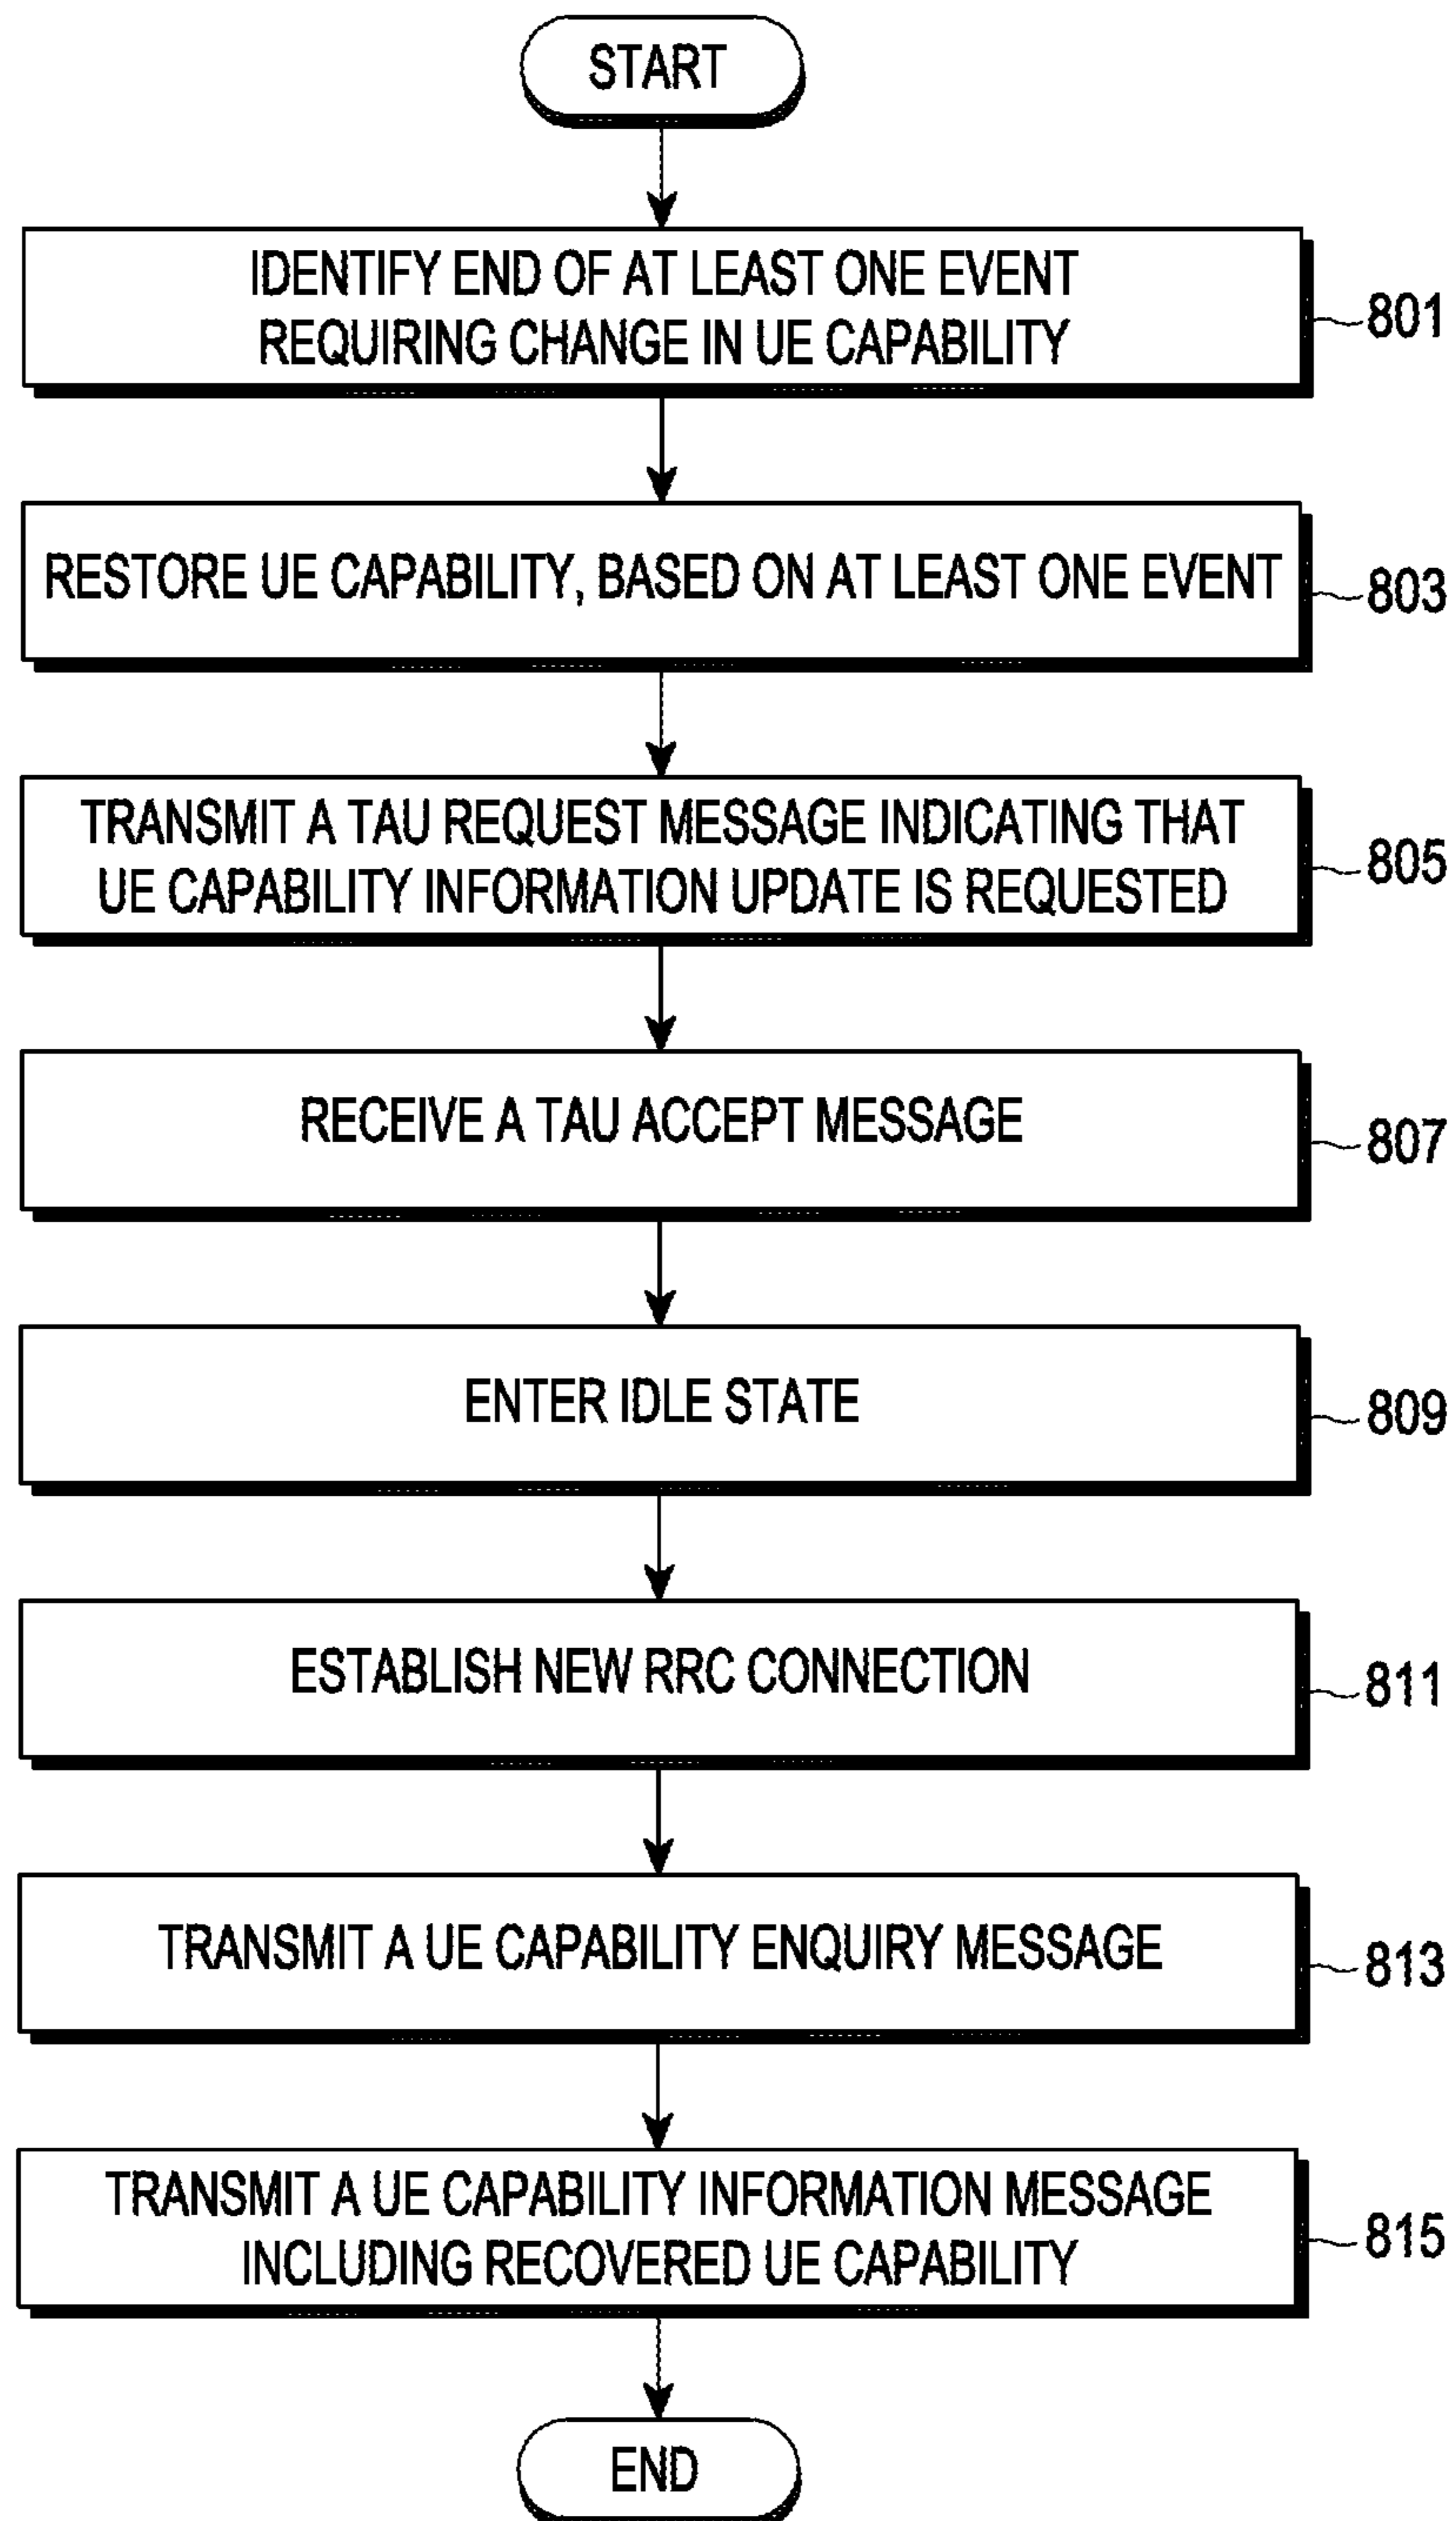 START
IDENTIFY END OF AT LEAST ONE EVENT
REQUIRING CHANGE IN UE CAPABILITY
801
RESTORE UE CAPABILITY, BASED ON AT LEAST ONE EVENT
803
TRANSMIT A TAU REQUEST MESSAGE INDICATING THAT
UE CAPABILITY INFORMATION UPDATE IS REQUESTED
805
RECEIVE A TAU ACCEPT MESSAGE
807
ENTER IDLE STATE
809
ESTABLISH NEW RRC CONNECTION
811
TRANSMIT A UE CAPABILITY ENQUIRY MESSAGE
813
TRANSMIT A UE CAPABILITY INFORMATION MESSAGE
INCLUDING RECOVERED UE CAPABILITY
815
END